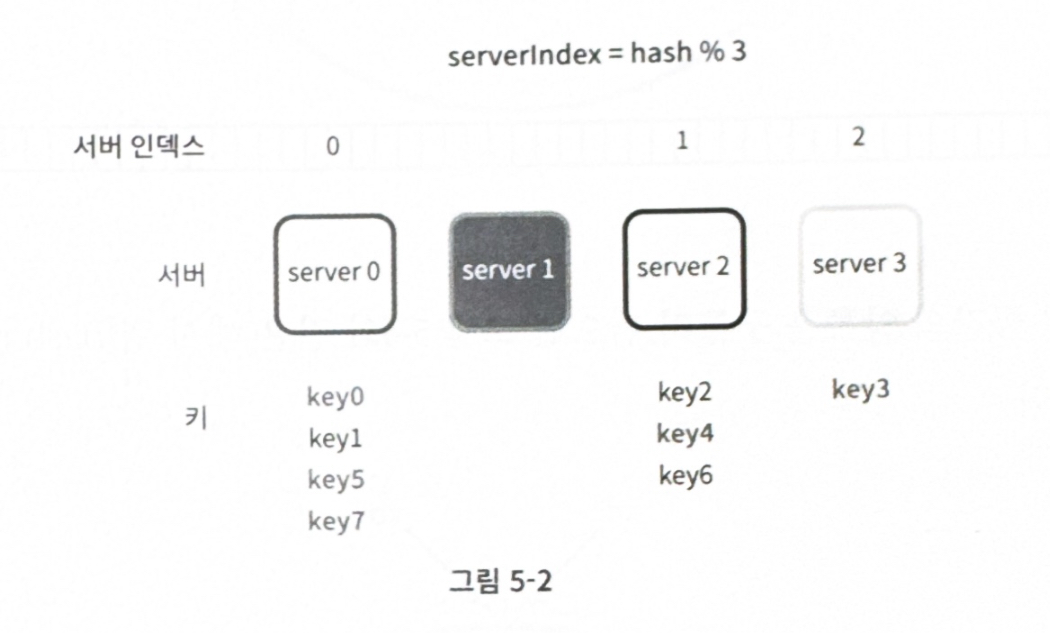 serverIndex = hash % 3
서버 인덱스 0 1 2
서버 server 0 server 1 server 2 server 3
키
key0 key2 key3
key1 key4
key5 key6
key7
그림 5-2